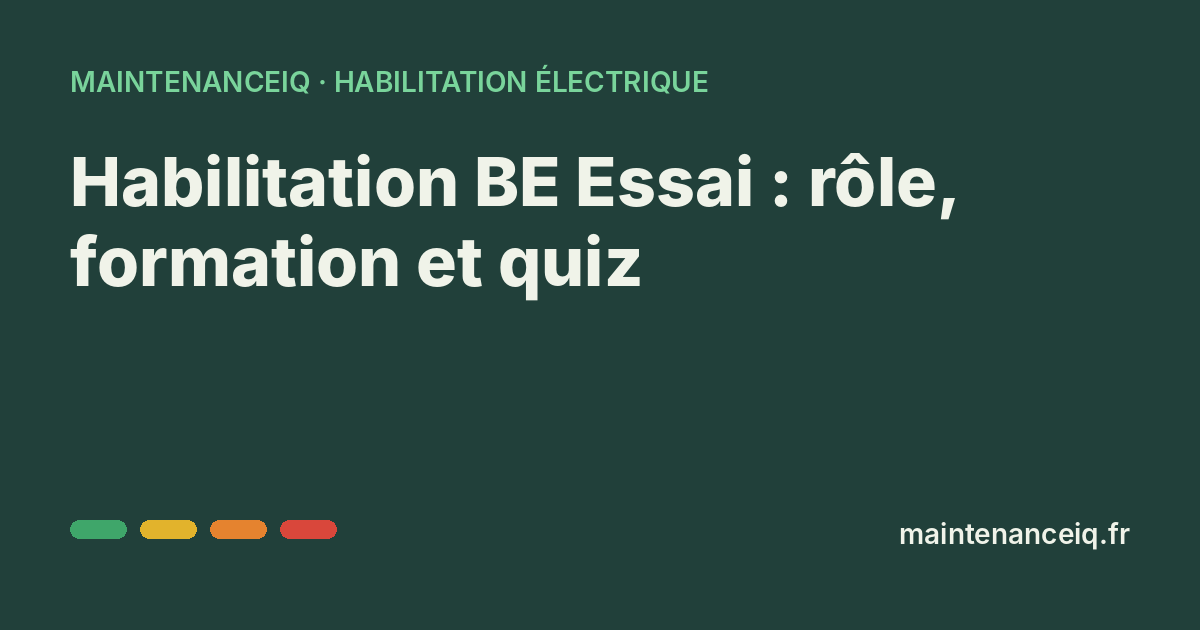 MAINTENANCEIQ · HABILITATION ÉLECTRIQUE
Habilitation BE Essai : rôle,
formation et quiz
maintenanceiq.fr